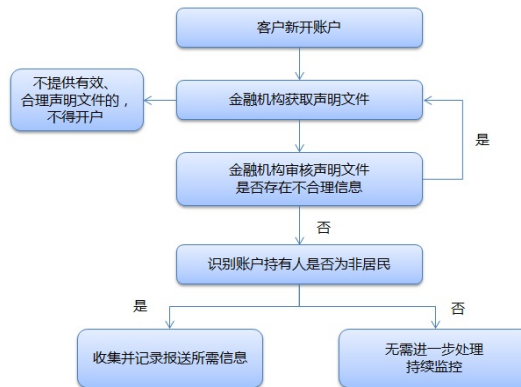 客户新开账户
不提供有效、
合理声明文件的，
不得开户
金融机构获取声明文件
是
金融机构审核声明文件
是否存在不合理信息
否
识别账户持有人是否为非居民
是
否
收集并记录报送所需信息
无需进一步处理
持续监控